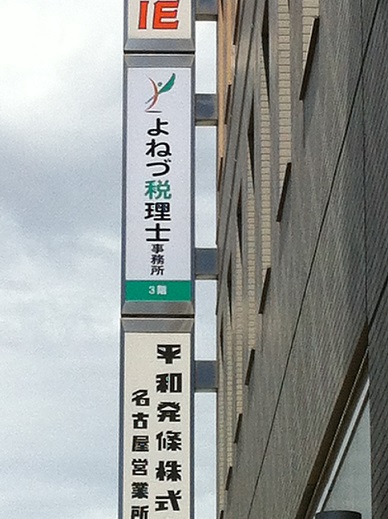 IE
よねづ税理士事務所
3階
平和発條株式
名古屋営業所